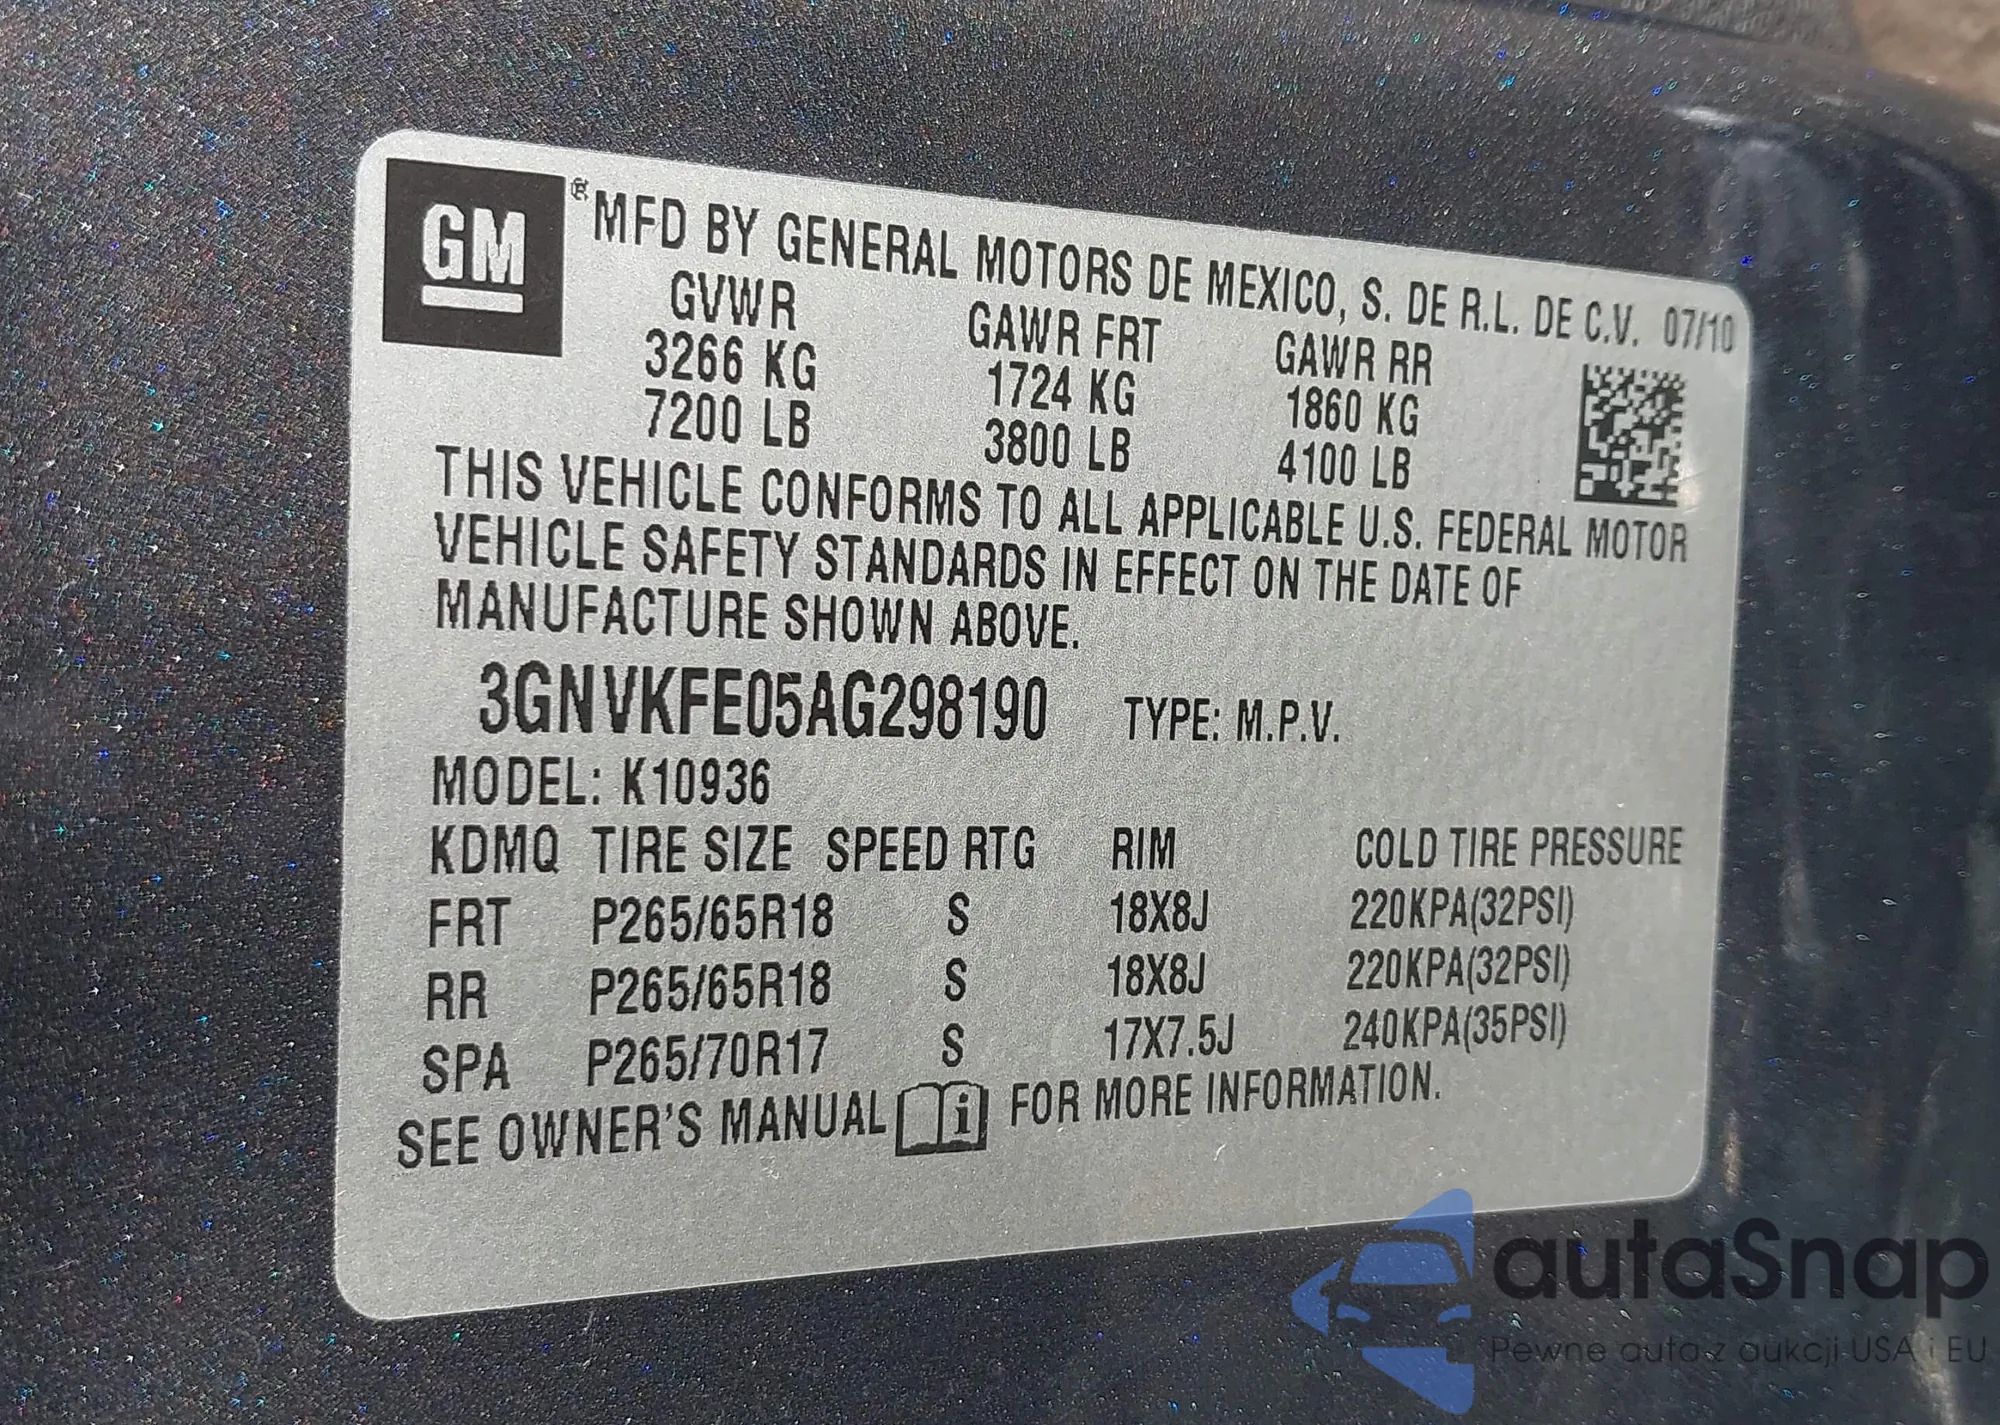 GM ® MFD BY GENERAL MOTORS DE MEXICO, S. DE R.L. DE C.V. 07/10
GVWR GAWR FRT GAWR RR
3266 KG 1724 KG 1860 KG
7200 LB 3800 LB 4100 LB
THIS VEHICLE CONFORMS TO ALL APPLICABLE U.S. FEDERAL MOTOR
VEHICLE SAFETY STANDARDS IN EFFECT ON THE DATE OF
MANUFACTURE SHOWN ABOVE.
3GNVKFE05AG298190 TYPE: M.P.V.
MODEL: K10936
KDMQ TIRE SIZE SPEED RTG RIM COLD TIRE PRESSURE
FRT P265/65R18 S 18X8J 220KPA(32PSI)
RR P265/65R18 S 18X8J 220KPA(32PSI)
SPA P265/70R17 S 17X7.5J 240KPA(35PSI)
SEE OWNER'S MANUAL i FOR MORE INFORMATION.
autaSnap
Pewne auta z aukcji USA i EU